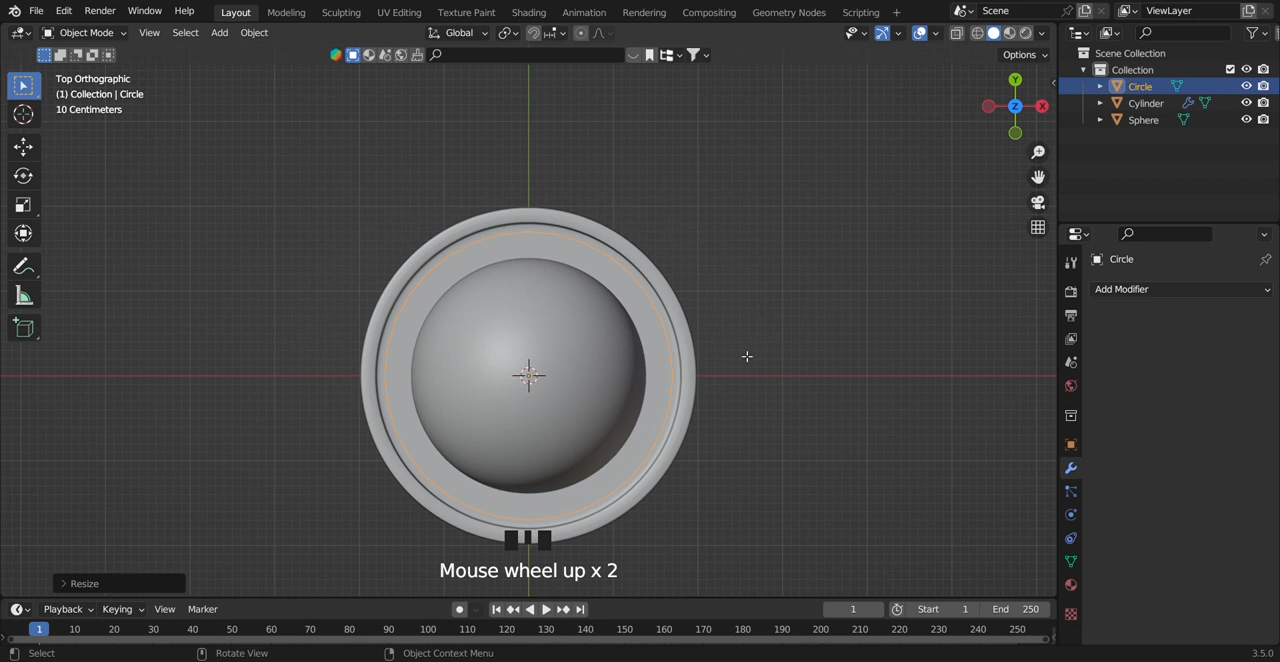 File Edit Render Window Help Layout Modeling Sculpting UV Editing Texture Paint Shading Animation Rendering Compositing Geometry Nodes Scripting + Scene ViewLayer
Object Mode View Select Add Object Global
Options
Top Orthographic
(1) Collection | Circle
10 Centimeters
Y
X
Z
Scene Collection
Collection
Circle
Cylinder
Sphere
Circle
Add Modifier
Mouse wheel up x 2
Resize
Playback Keying View Marker 1 Start 1 End 250
1 10 20 30 40 50 60 70 80 90 100 110 120 130 140 150 160 170 180 190 200 210 220 230 240 250
Select Rotate View Object Context Menu 3.5.0